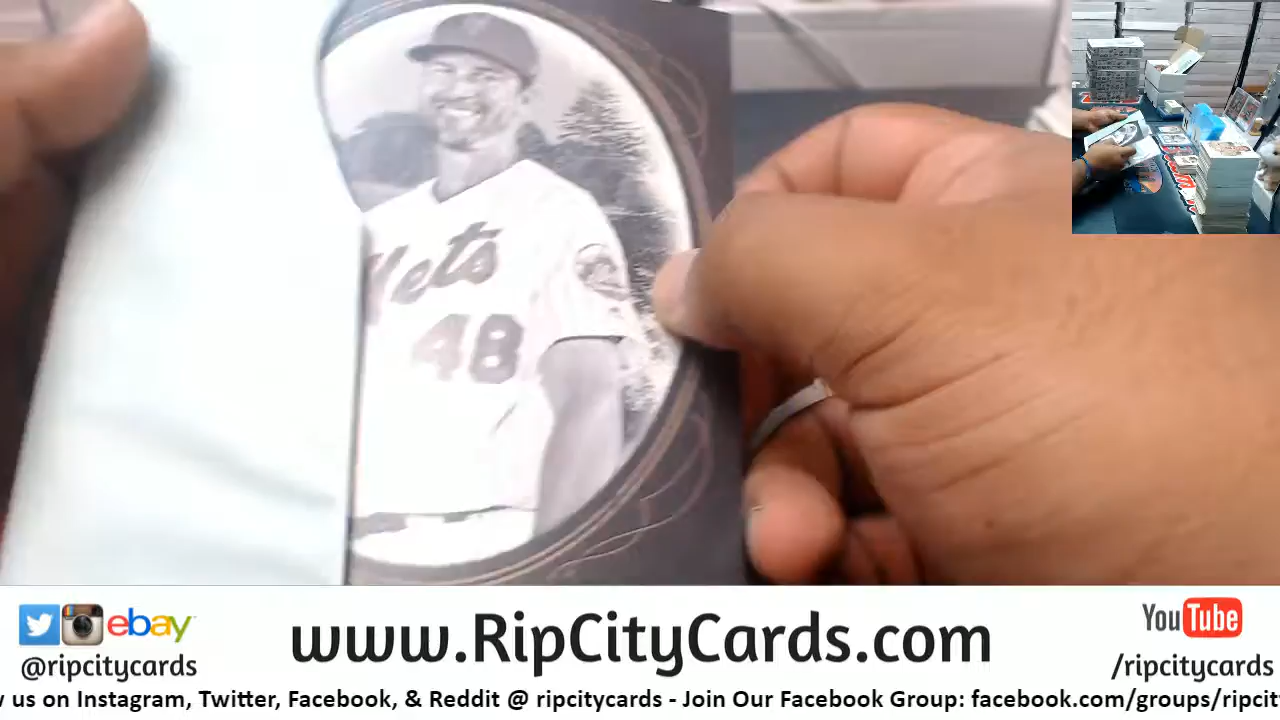 Mets
48
ebay
@ripcitycards
www.RipCityCards.com
YouTube
/ripcitycards
w us on Instagram, Twitter, Facebook, & Reddit @ ripcitycards - Join Our Facebook Group: facebook.com/groups/ripcit